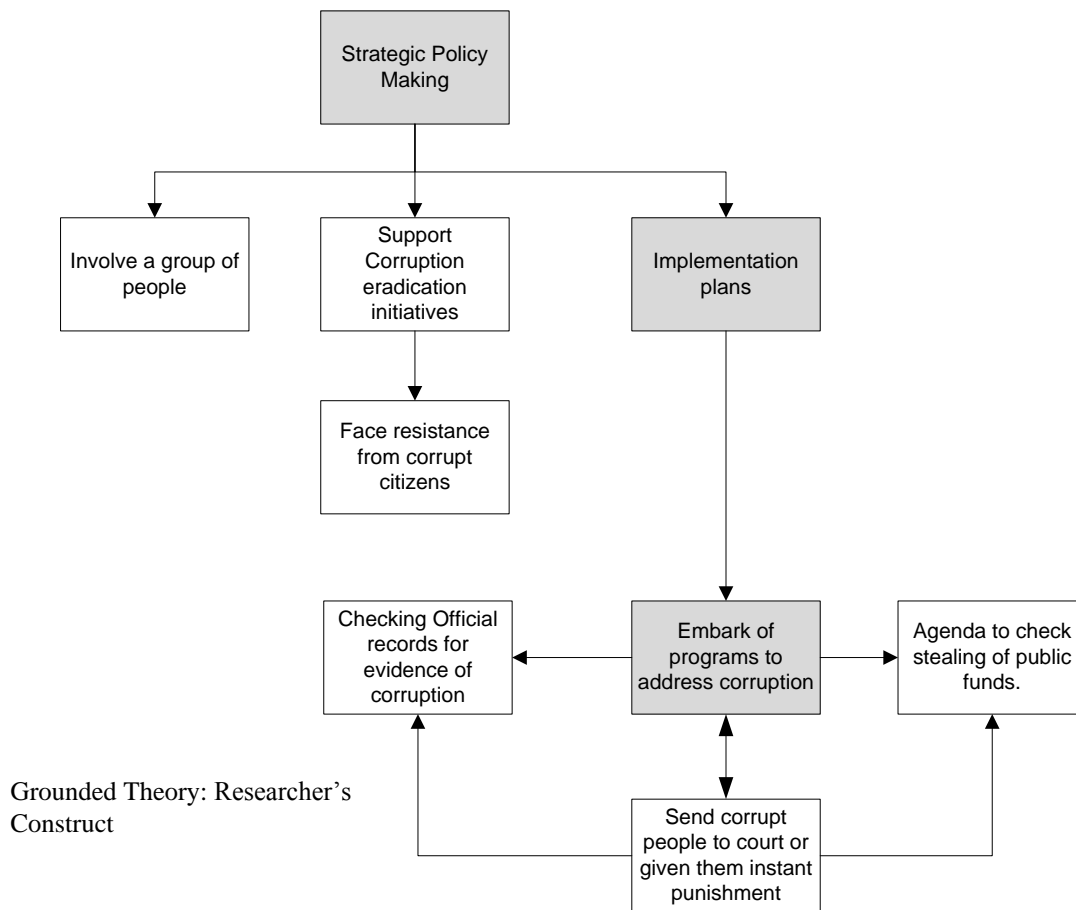 Strategic Policy
Making
Involve a group of
people
Support
Corruption
eradication
initiatives
Implementation
plans
Face resistance
from corrupt
citizens
Checking Official
records for
evidence of
corruption
Embark of
programs to
address corruption
Agenda to check
stealing of public
funds.
Grounded Theory: Researcher’s
Construct
Send corrupt
people to court or
given them instant
punishment